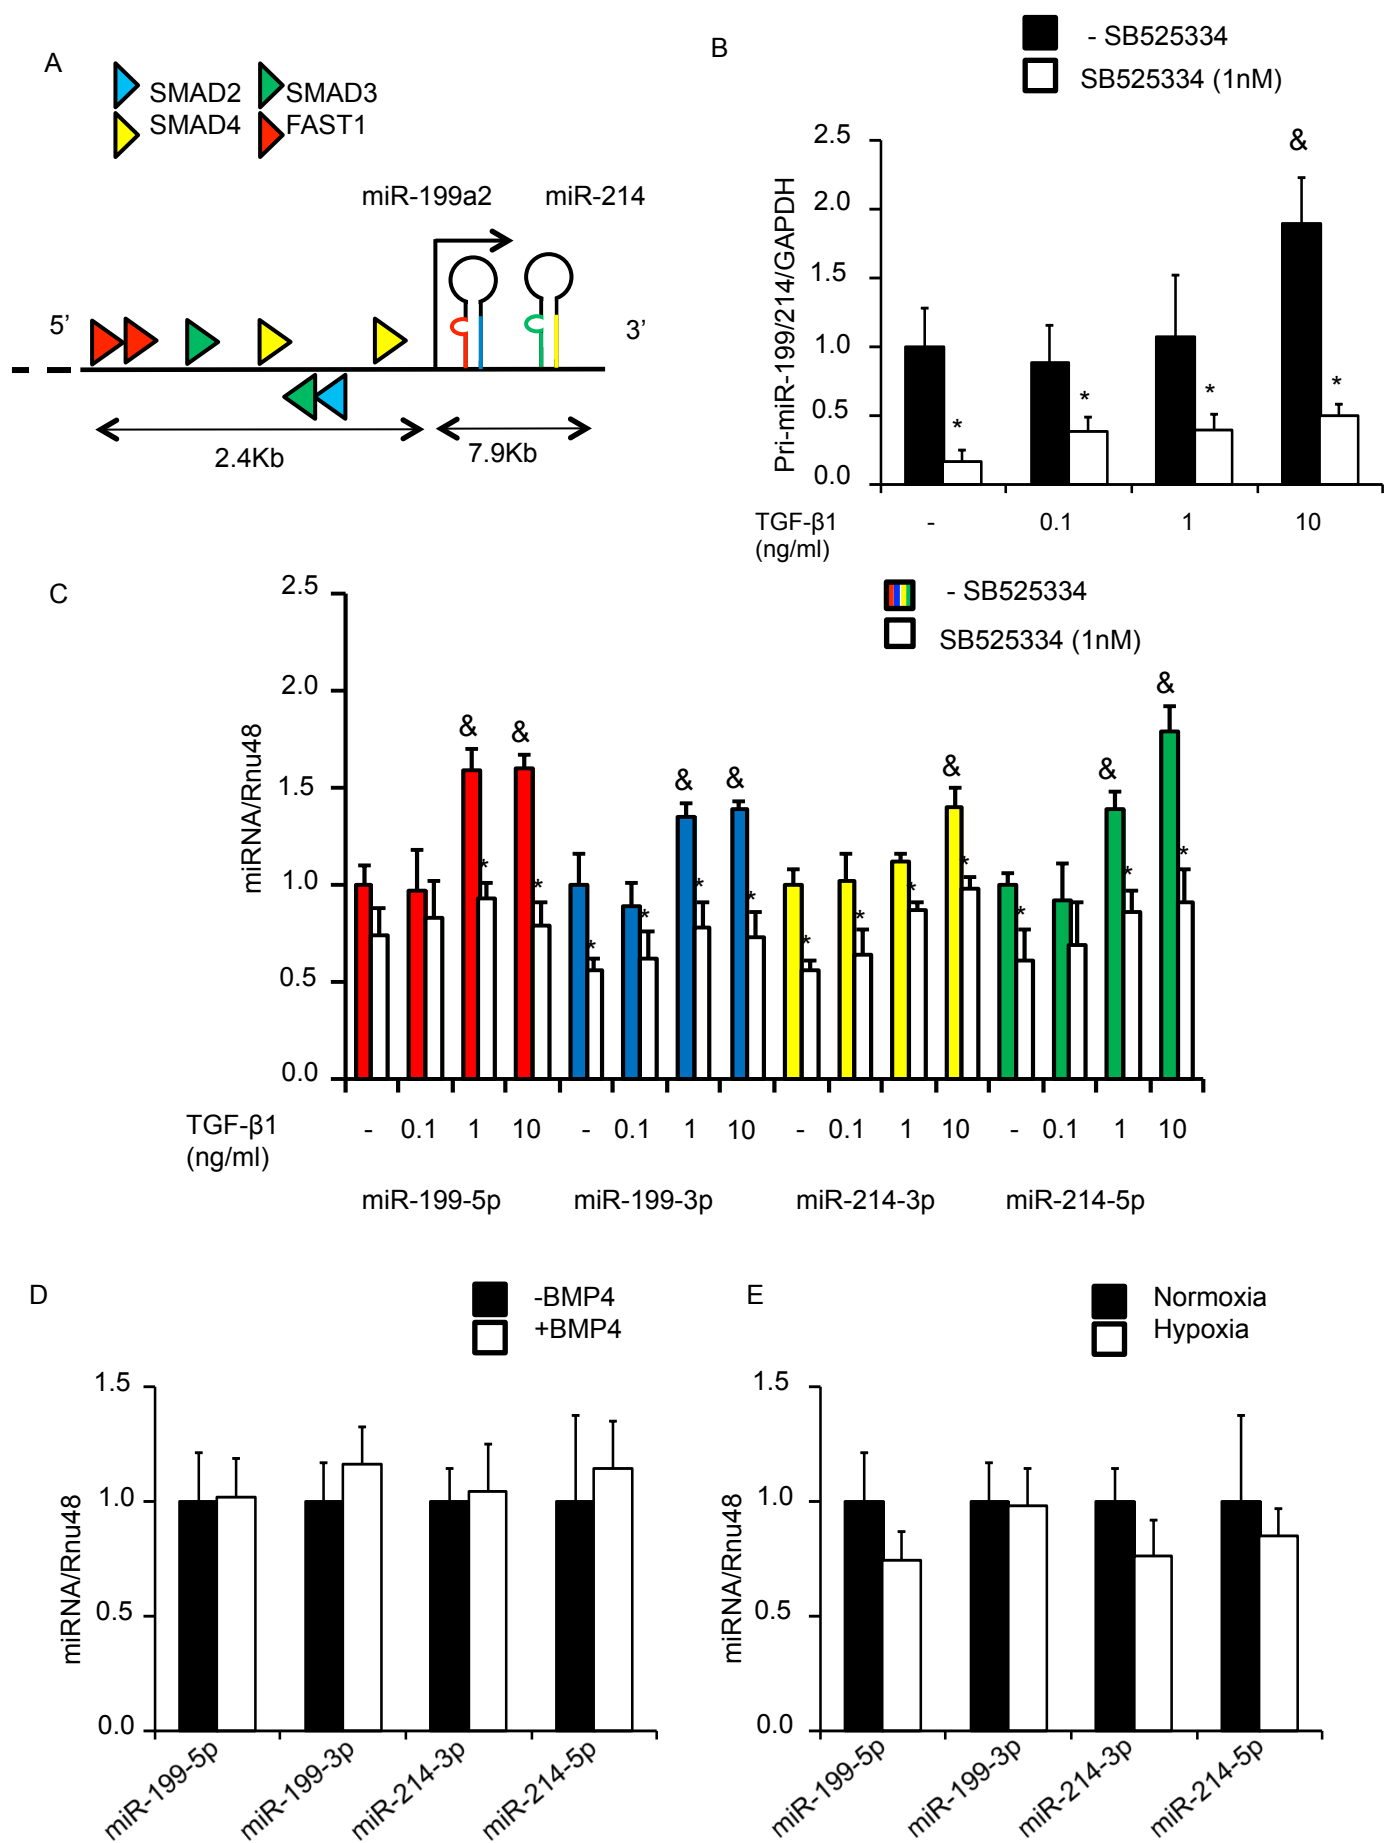 A
SMAD2 SMAD3
SMAD4 FAST1
miR-199a2 miR-214
5’ 3’
2.4Kb 7.9Kb
B
- SB525334
SB525334 (1nM)
Pri-miR-199/214/GAPDH
2.5
2.0
1.5
1.0
0.5
0.0
&
* * * *
TGF-β1 - 0.1 1 10
(ng/ml)
C
- SB525334
SB525334 (1nM)
miRNA/Rnu48
2.5
2.0
1.5
1.0
0.5
0.0
& & & & & & &
* * * * * * * * * * * * *
TGF-β1 - 0.1 1 10 - 0.1 1 10 - 0.1 1 10 - 0.1 1 10
(ng/ml)
miR-199-5p miR-199-3p miR-214-3p miR-214-5p
D
-BMP4
+BMP4
miRNA/Rnu48
1.5
1.0
0.5
0.0
miR-199-5p miR-199-3p miR-214-3p miR-214-5p
E
Normoxia
Hypoxia
miRNA/Rnu48
1.5
1.0
0.5
0.0
miR-199-5p miR-199-3p miR-214-3p miR-214-5p